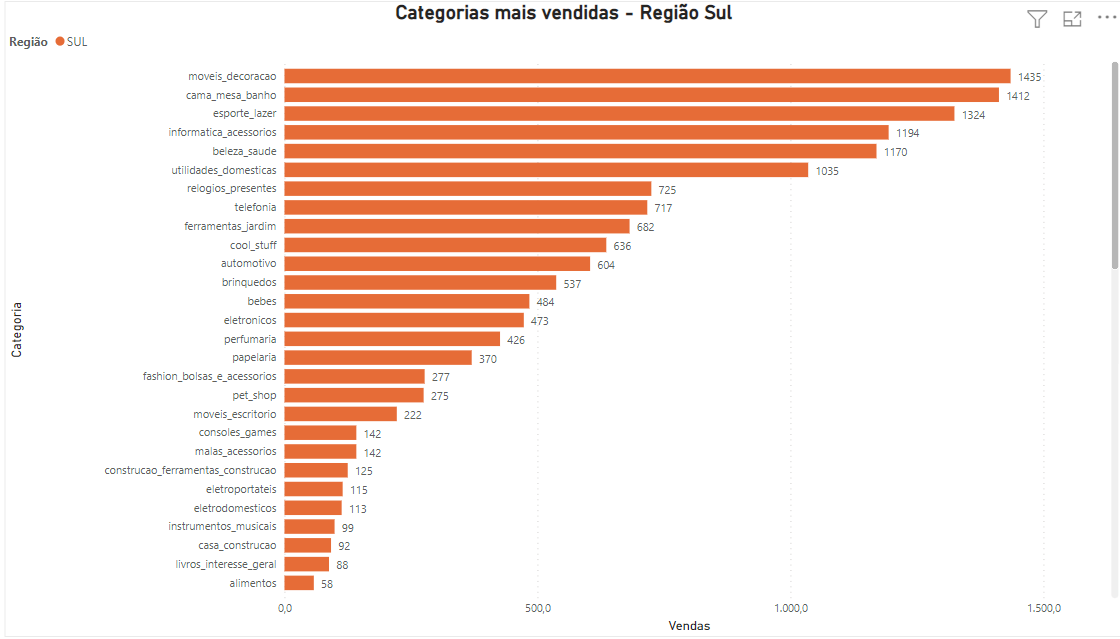 Categorias mais vendidas - Região Sul
Região SUL
Categoria
moveis_decoracao 1435
cama_mesa_banho 1412
esporte_lazer 1324
informatica_acessorios 1194
beleza_saude 1170
utilidades_domesticas 1035
relogios_presentes 725
telefonia 717
ferramentas_jardim 682
cool_stuff 636
automotivo 604
brinquedos 537
bebes 484
eletronicos 473
perfumaria 426
papelaria 370
fashion_bolsas_e_acessorios 277
pet_shop 275
moveis_escritorio 222
consoles_games 142
malas_acessorios 142
construcao_ferramentas_construcao 125
eletroportateis 115
eletrodomesticos 113
instrumentos_musicais 99
casa_construcao 92
livros_interesse_geral 88
alimentos 58
0,0 500,0 1.000,0 1.500,0
Vendas